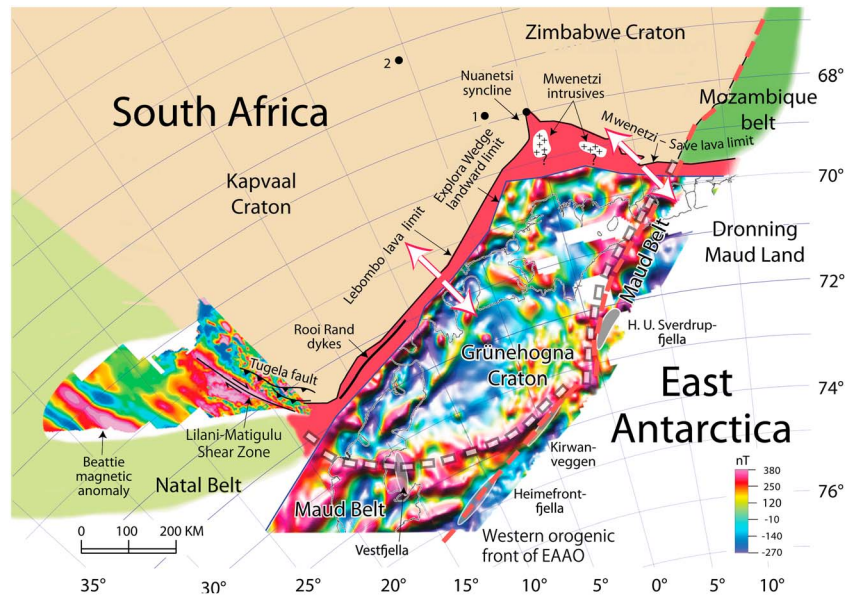 Zimbabwe Craton
2
68°
Nuanetsi
syncline
Mwenetzi
intrusives
Mozambique
belt
South Africa
1
Mwenetzi – Save lava limit
?
?
70°
Explora Wedge
landward limit
Kapvaal
Craton
Lebombo lava limit
Maud Belt
Dronning
Maud Land
72°
Rooi Rand
dykes
H. U. Sverdrup-
fjella
Grünehogna
Craton
Tugela fault
74°
East
Antarctica
Lilani-Matigulu
Shear Zone
Beattie
magnetic
anomaly
Kirwan-
veggen
nT
380
250
120
-10
-140
-270
Natal Belt
76°
Heimefront-
fjella
Maud Belt
0 100 200 KM
Western orogenic
front of EAAO
Vestfjella
35° 30° 25° 20° 15° 10° 5° 0° 5° 10°